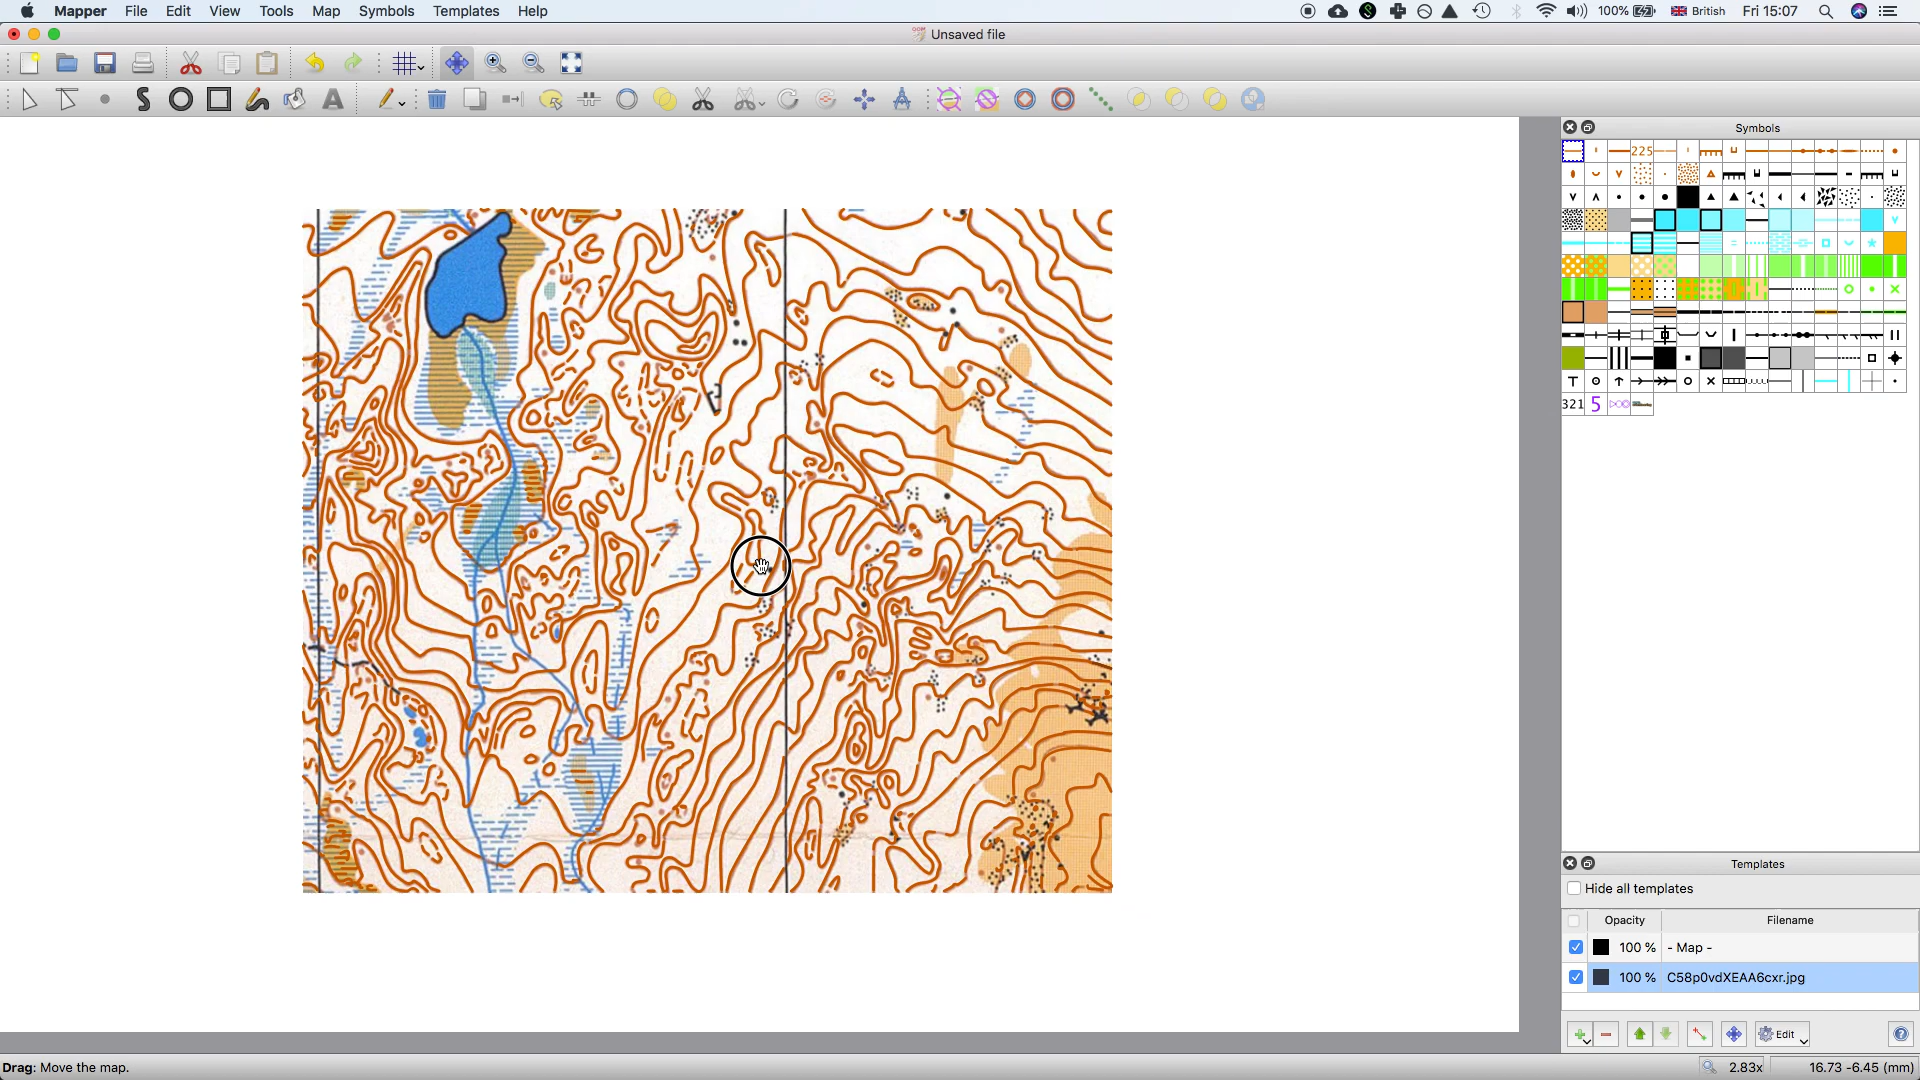 Mapper File Edit View Tools Map Symbols Templates Help 100% British Fri 15:07
Unsaved file
A
Symbols
225
321 5
Templates
Hide all templates
Opacity Filename
100 % - Map -
100 % C58p0vdXEAA6cxr.jpg
Edit
Drag: Move the map. 2.83x 16.73 -6.45 (mm)